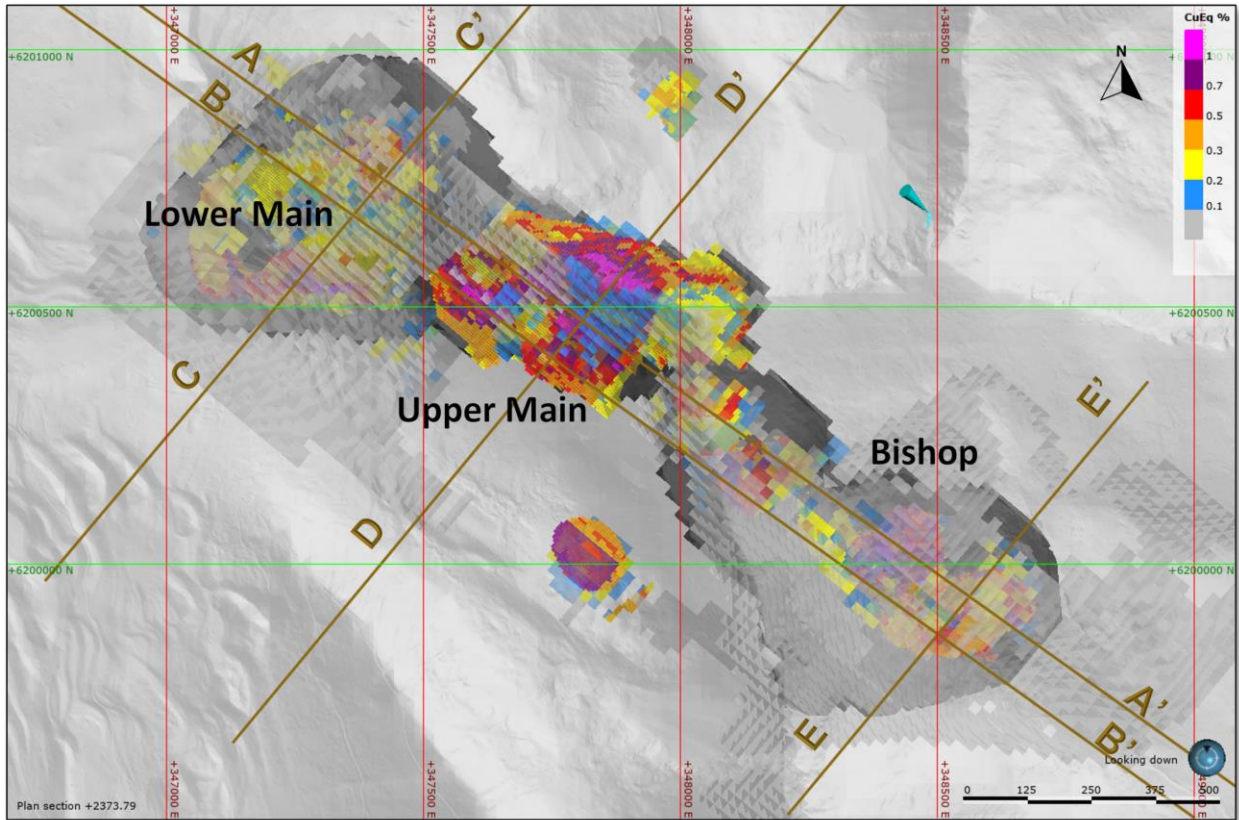 CuEq %
1
0.7
0.5
0.3
0.2
0.1
N
+347000 E
+347500 E
+348000 E
+348500 E
+6201000 N
A
B
C'
D'
Lower Main
+6200500 N
+6200500 N
C
Upper Main
E'
Bishop
D
+6200000 N
+6200000 N
A'
B'
E
Looking down
0 125 250 375 500
+347000 E
+347500 E
+348000 E
+348500 E
Plan section +2373.79